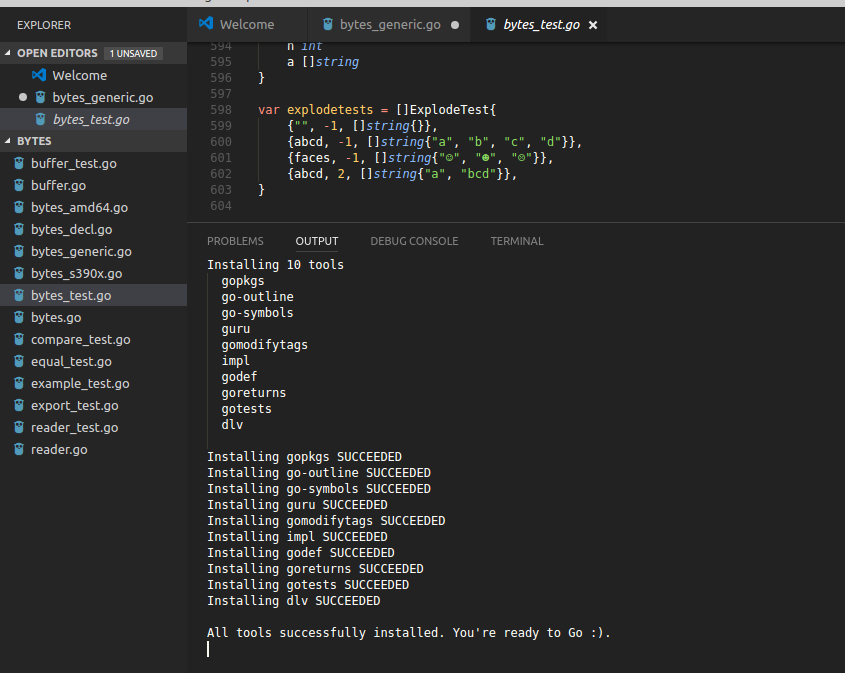 EXPLORER
OPEN EDITORS 1 UNSAVED
Welcome
bytes_generic.go
bytes_test.go
BYTES
buffer_test.go
buffer.go
bytes_amd64.go
bytes_decl.go
bytes_generic.go
bytes_s390x.go
bytes_test.go
bytes.go
compare_test.go
equal_test.go
example_test.go
export_test.go
reader_test.go
reader.go
Welcome bytes_generic.go bytes_test.go
594 n int
595 a []string
596 }
597
598 var explodetests = []ExplodeTest{
599 {"", -1, []string{}},
600 {abcd, -1, []string{"a", "b", "c", "d"}},
601 {faces, -1, []string{"☺", "☻", "☹"}},
602 {abcd, 2, []string{"a", "bcd"}},
603 }
604
PROBLEMS OUTPUT DEBUG CONSOLE TERMINAL
Installing 10 tools
gopkgs
go-outline
go-symbols
guru
gomodifytags
impl
godef
goreturns
gotests
dlv
Installing gopkgs SUCCEEDED
Installing go-outline SUCCEEDED
Installing go-symbols SUCCEEDED
Installing guru SUCCEEDED
Installing gomodifytags SUCCEEDED
Installing impl SUCCEEDED
Installing godef SUCCEEDED
Installing goreturns SUCCEEDED
Installing gotests SUCCEEDED
Installing dlv SUCCEEDED
All tools successfully installed. You're ready to Go :).